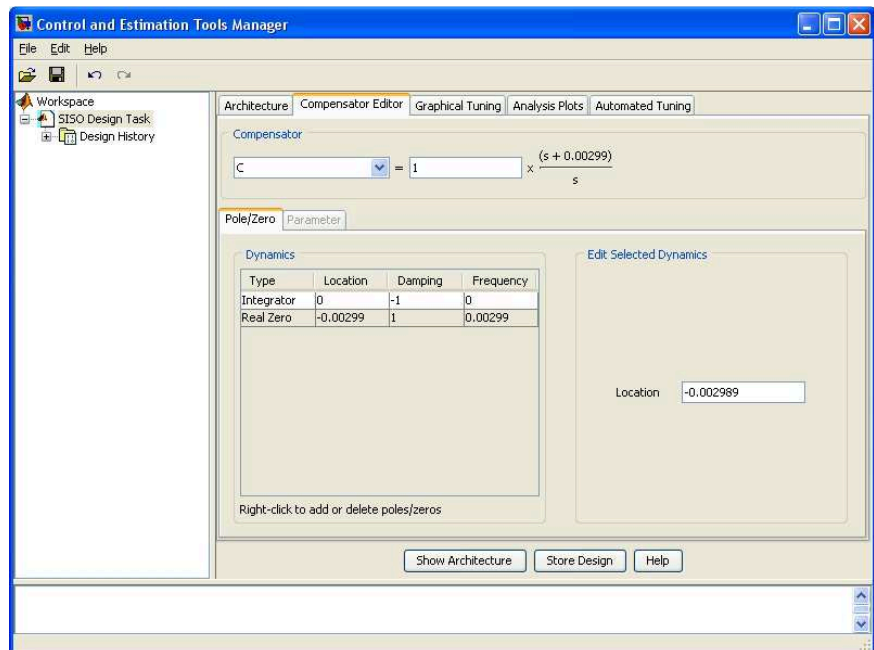 Control and Estimation Tools Manager
File Edit Help
Workspace
SISO Design Task
Design History
Architecture Compensator Editor Graphical Tuning Analysis Plots Automated Tuning
Compensator
C = 1 x (s + 0.00299)
s
Pole/Zero Parameter
Dynamics
Type Location Damping Frequency
Integrator 0 -1 0
Real Zero -0.00299 1 0.00299
Right-click to add or delete poles/zeros
Edit Selected Dynamics
Location -0.002989
Show Architecture Store Design Help